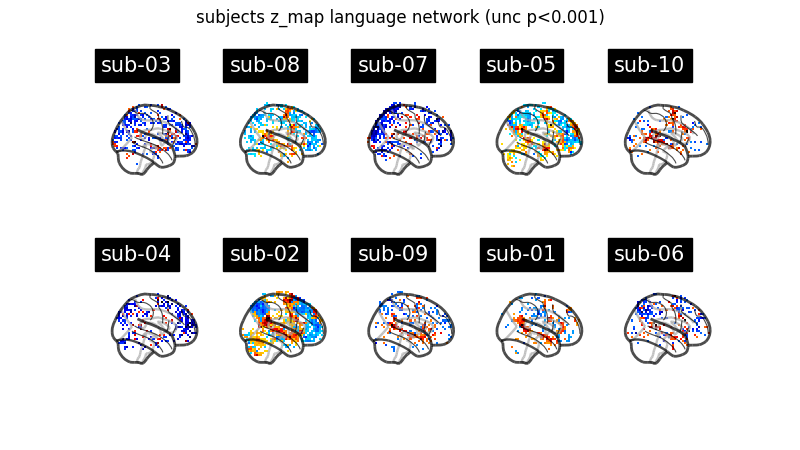 subjects z_map language network (unc p<0.001)
sub-03 sub-08 sub-07 sub-05 sub-10
sub-04 sub-02 sub-09 sub-01 sub-06